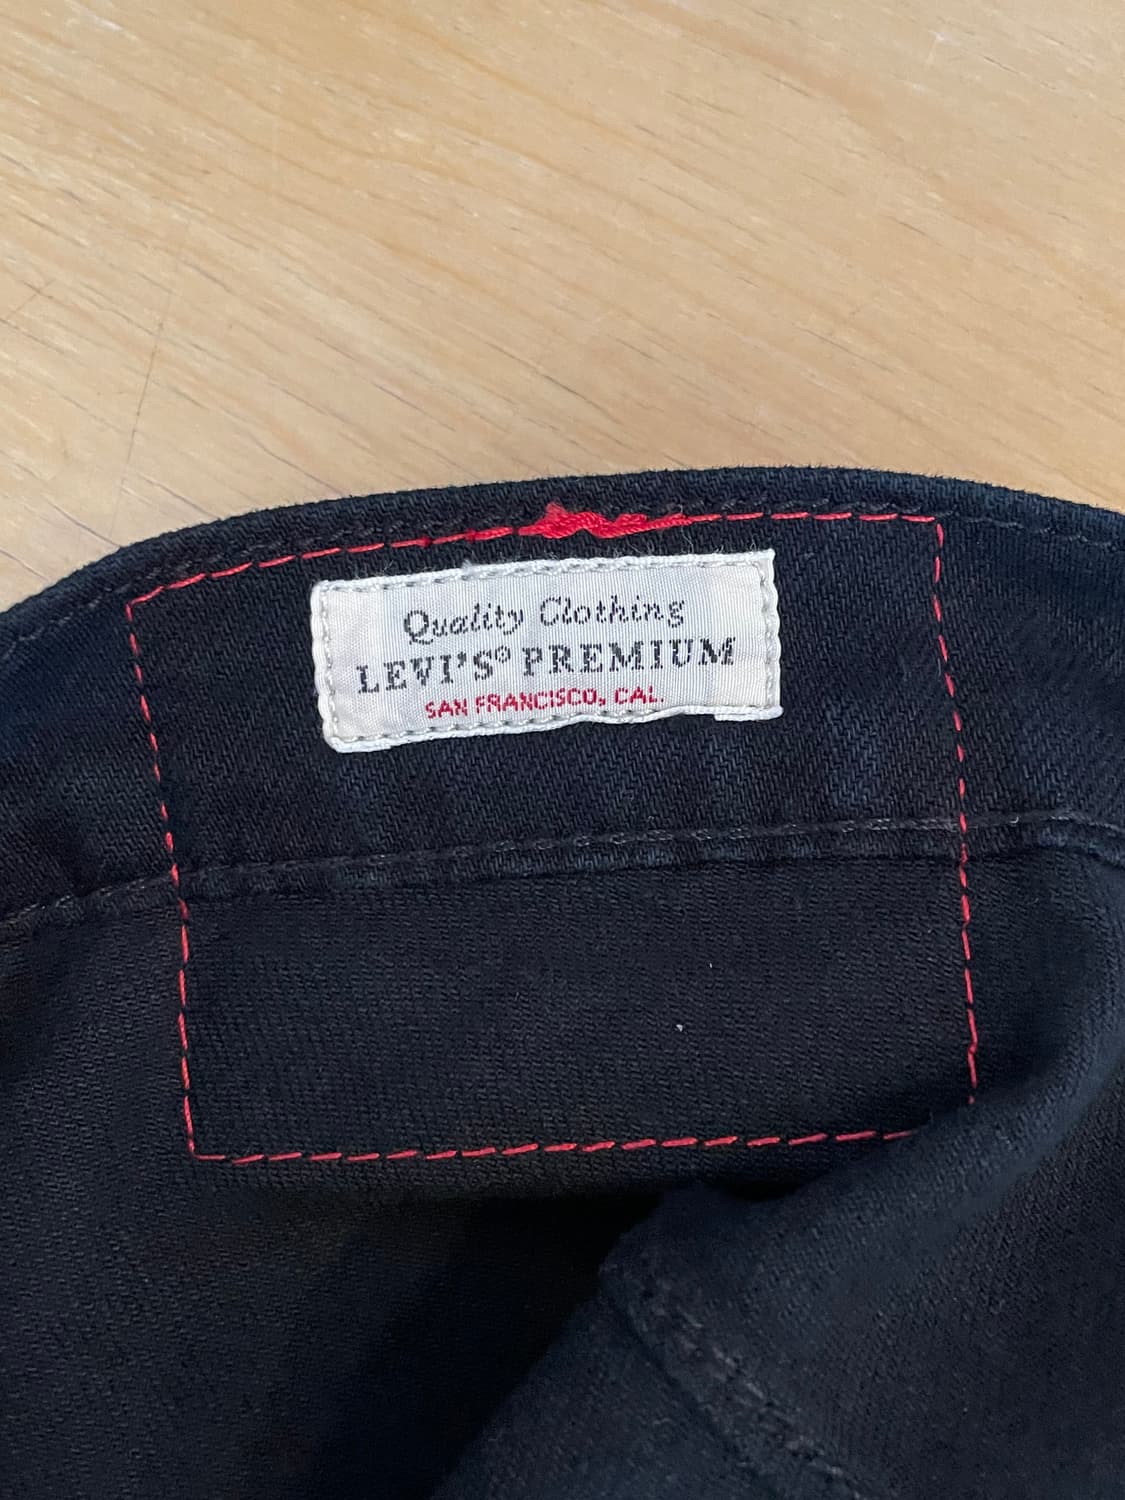 Quality Clothing
LEVI'S® PREMIUM
SAN FRANCISCO, CAL.